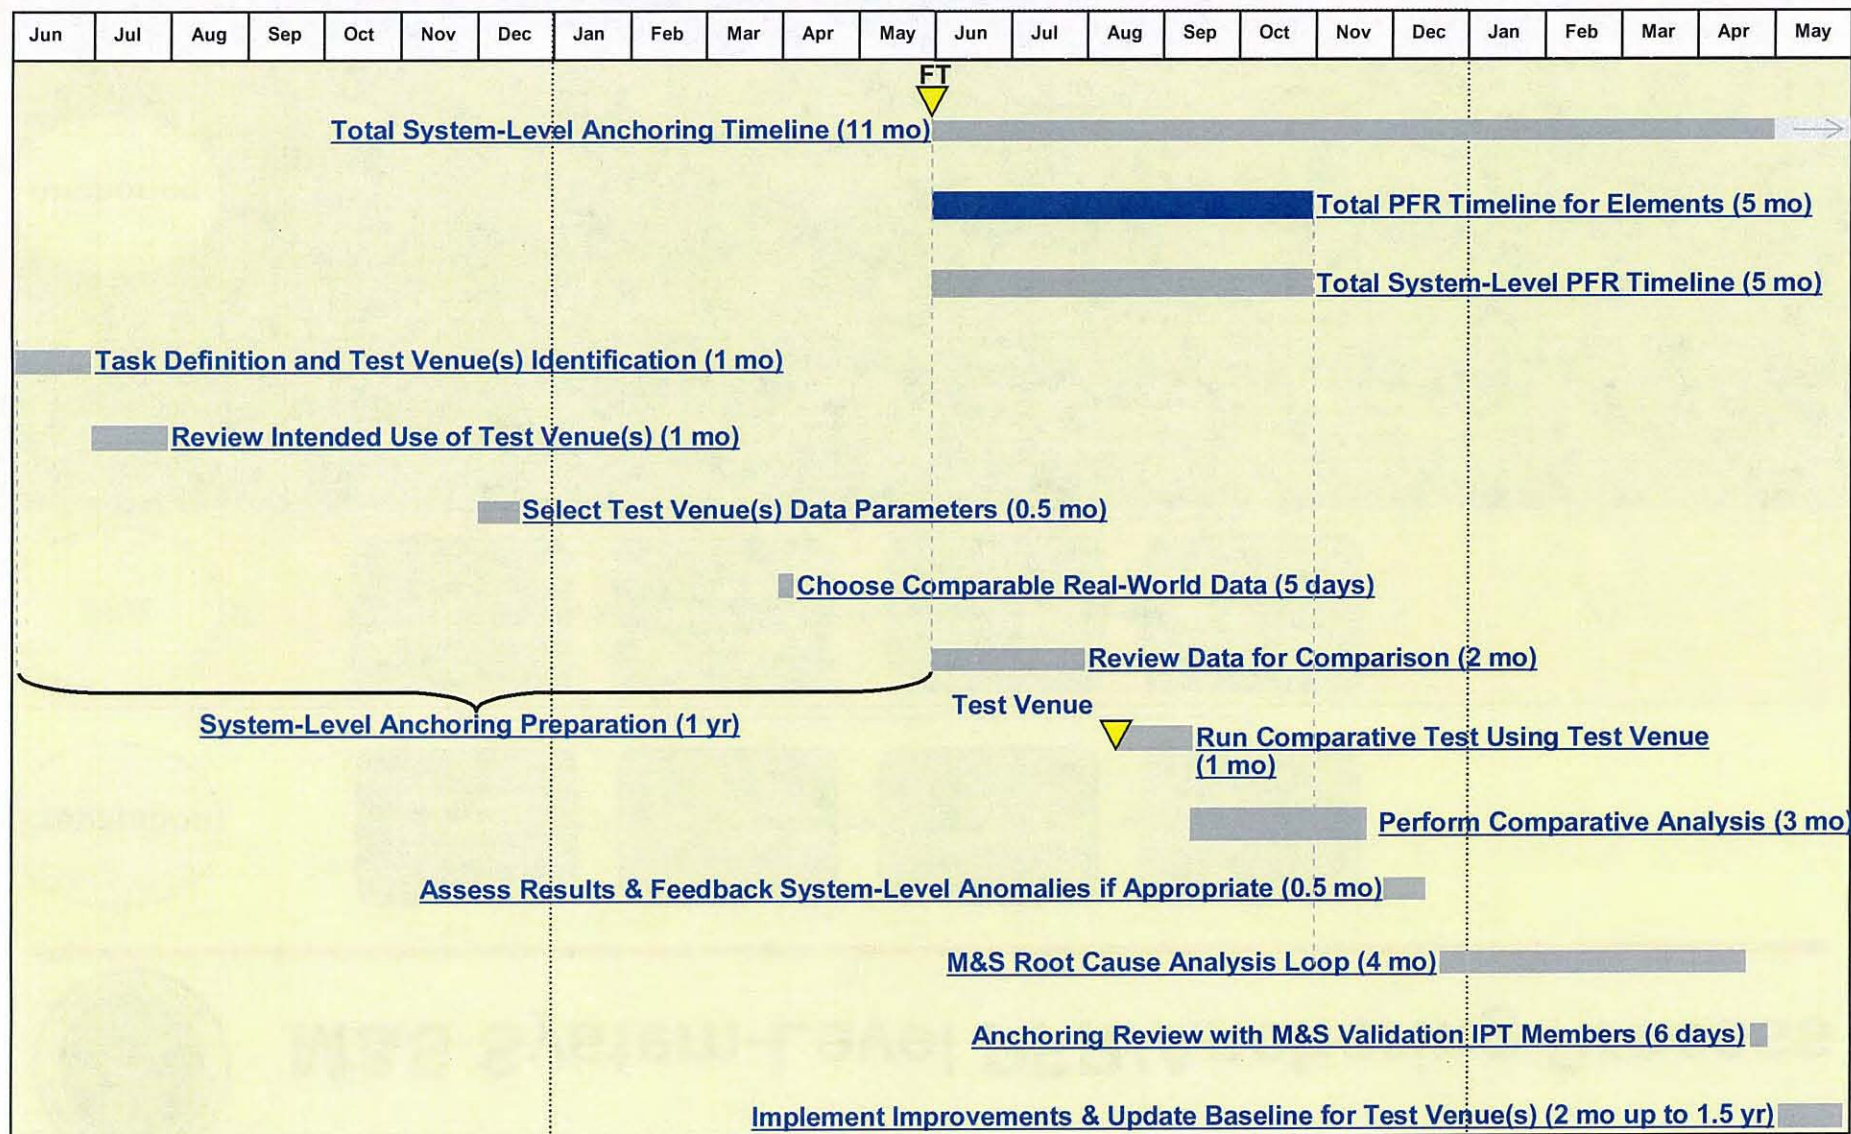 Jun Jul Aug Sep Oct Nov Dec Jan Feb Mar Apr May Jun Jul Aug Sep Oct Nov Dec Jan Feb Mar Apr May
FT
Total System-Level Anchoring Timeline (11 mo)
Total PFR Timeline for Elements (5 mo)
Total System-Level PFR Timeline (5 mo)
Task Definition and Test Venue(s) Identification (1 mo)
Review Intended Use of Test Venue(s) (1 mo)
Select Test Venue(s) Data Parameters (0.5 mo)
Choose Comparable Real-World Data (5 days)
Review Data for Comparison (2 mo)
System-Level Anchoring Preparation (1 yr)
Test Venue
Run Comparative Test Using Test Venue
(1 mo)
Perform Comparative Analysis (3 mo)
Assess Results & Feedback System-Level Anomalies if Appropriate (0.5 mo)
M&S Root Cause Analysis Loop (4 mo)
Anchoring Review with M&S Validation IPT Members (6 days)
Implement Improvements & Update Baseline for Test Venue(s) (2 mo up to 1.5 yr)